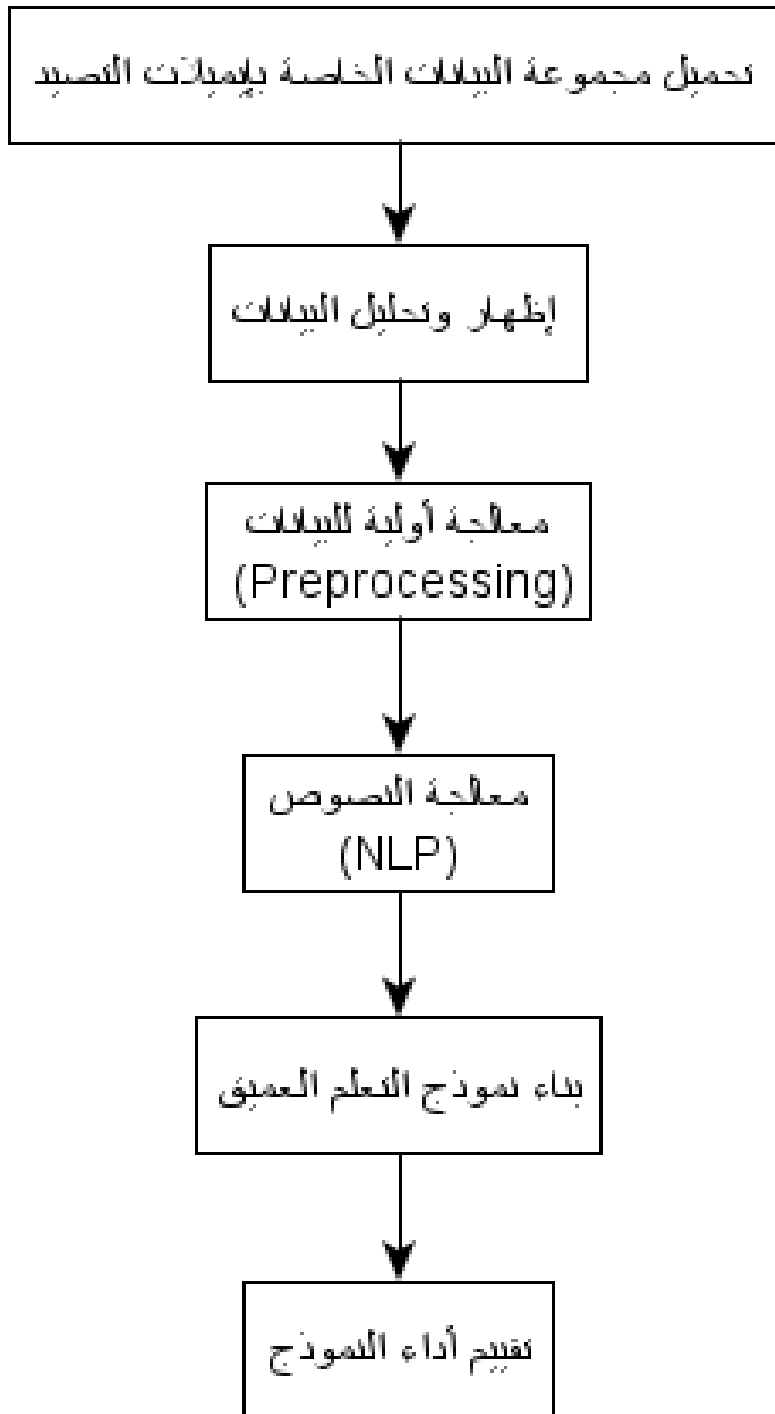 تحميل مجموعة البيانات الخاصة بإيميلات التصيد
إظهار وتحليل البيانات
معالجة أولية للبيانات
(Preprocessing)
معالجة النصوص
(NLP)
بناء نموذج التعلم العميق
تقييم أداء النموذج